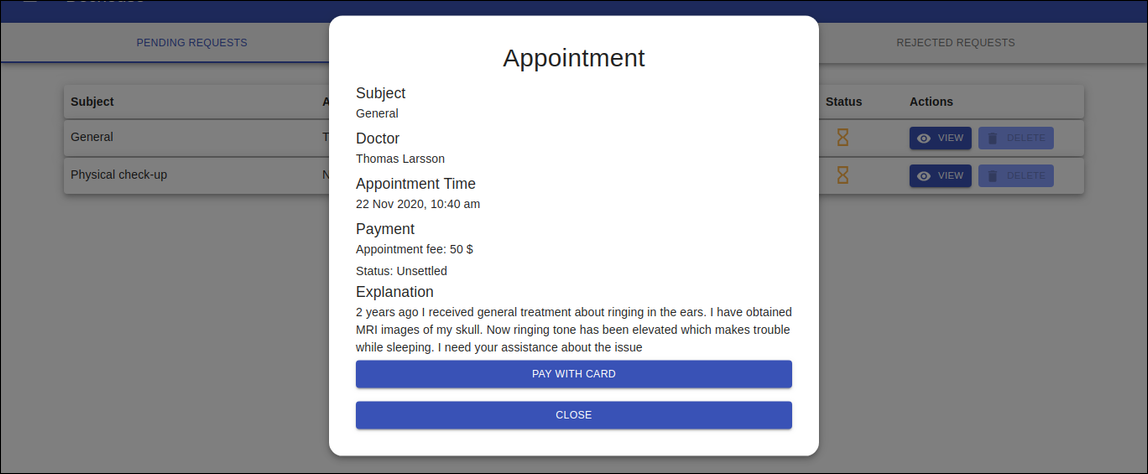 PENDING REQUESTS
REJECTED REQUESTS
Subject
Status
Actions
General
VIEW
DELETE
Physical check-up
VIEW
DELETE
Appointment
Subject
General
Doctor
Thomas Larsson
Appointment Time
22 Nov 2020, 10:40 am
Payment
Appointment fee: 50 $
Status: Unsettled
Explanation
2 years ago I received general treatment about ringing in the ears. I have obtained
MRI images of my skull. Now ringing tone has been elevated which makes trouble
while sleeping. I need your assistance about the issue
PAY WITH CARD
CLOSE